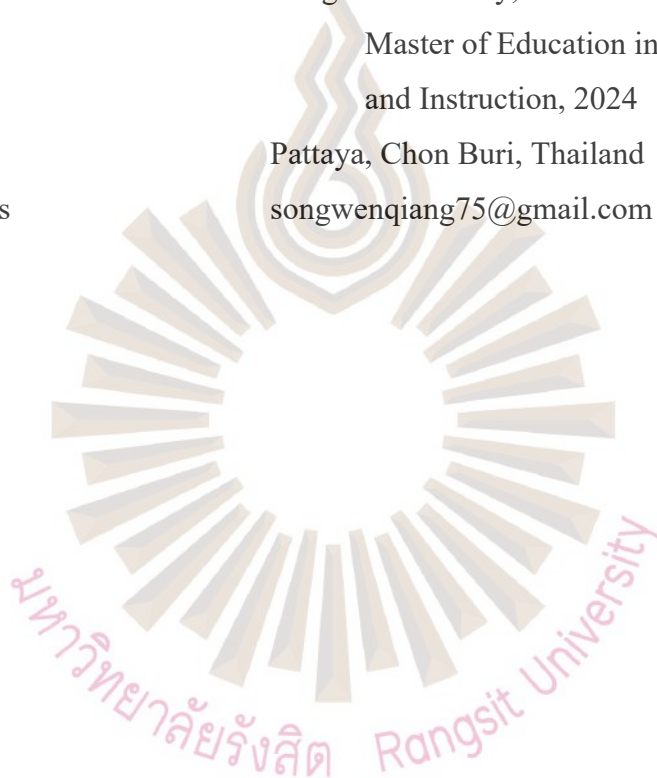 Master of Education in
and Instruction, 2024
Pattaya, Chon Buri, Thailand
s songwenqiang75@gmail.com
มหาวิทยาลัยรังสิต Rangsit University